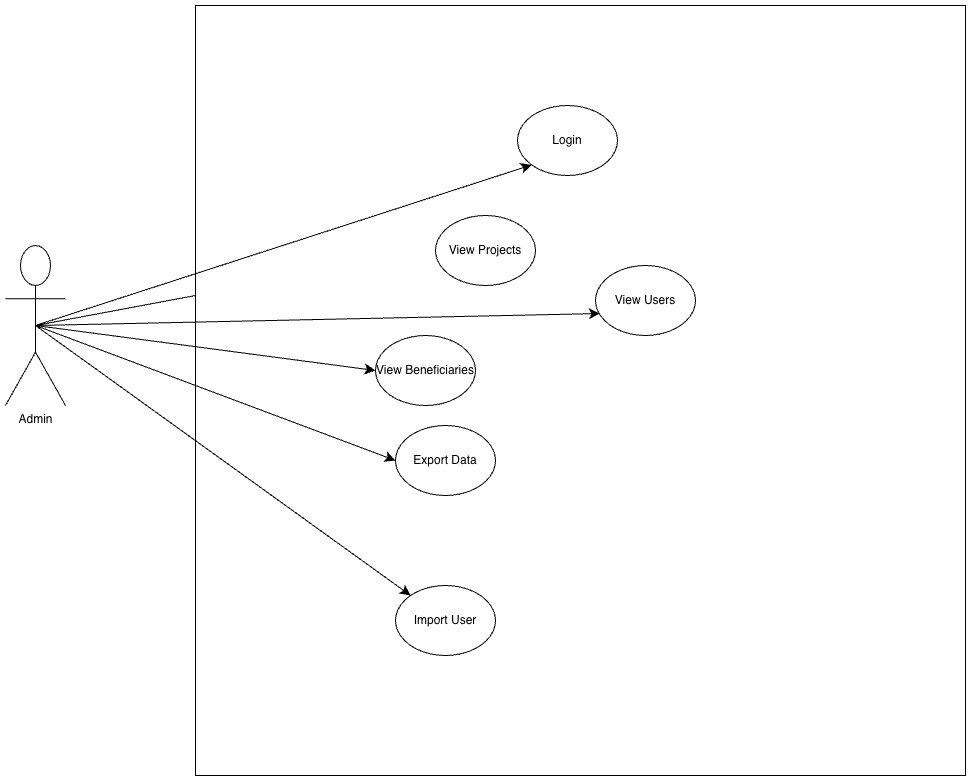 Login
View Projects
View Users
View Beneficiaries
Admin
Export Data
Import User